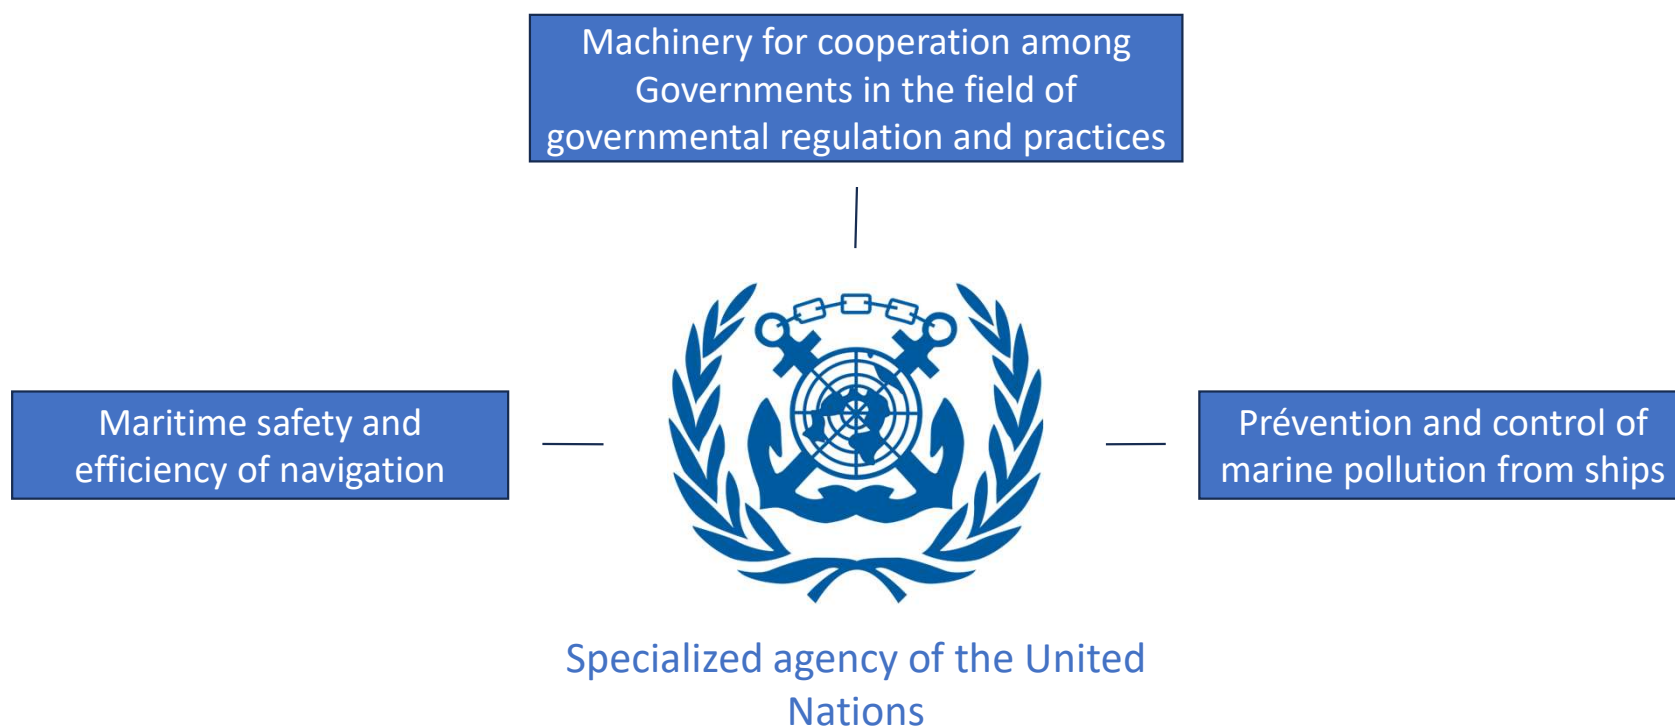 Machinery for cooperation among
Governments in the field of
governmental regulation and practices
Maritime safety and
efficiency of navigation
Prévention and control of
marine pollution from ships
Specialized agency of the United
Nations